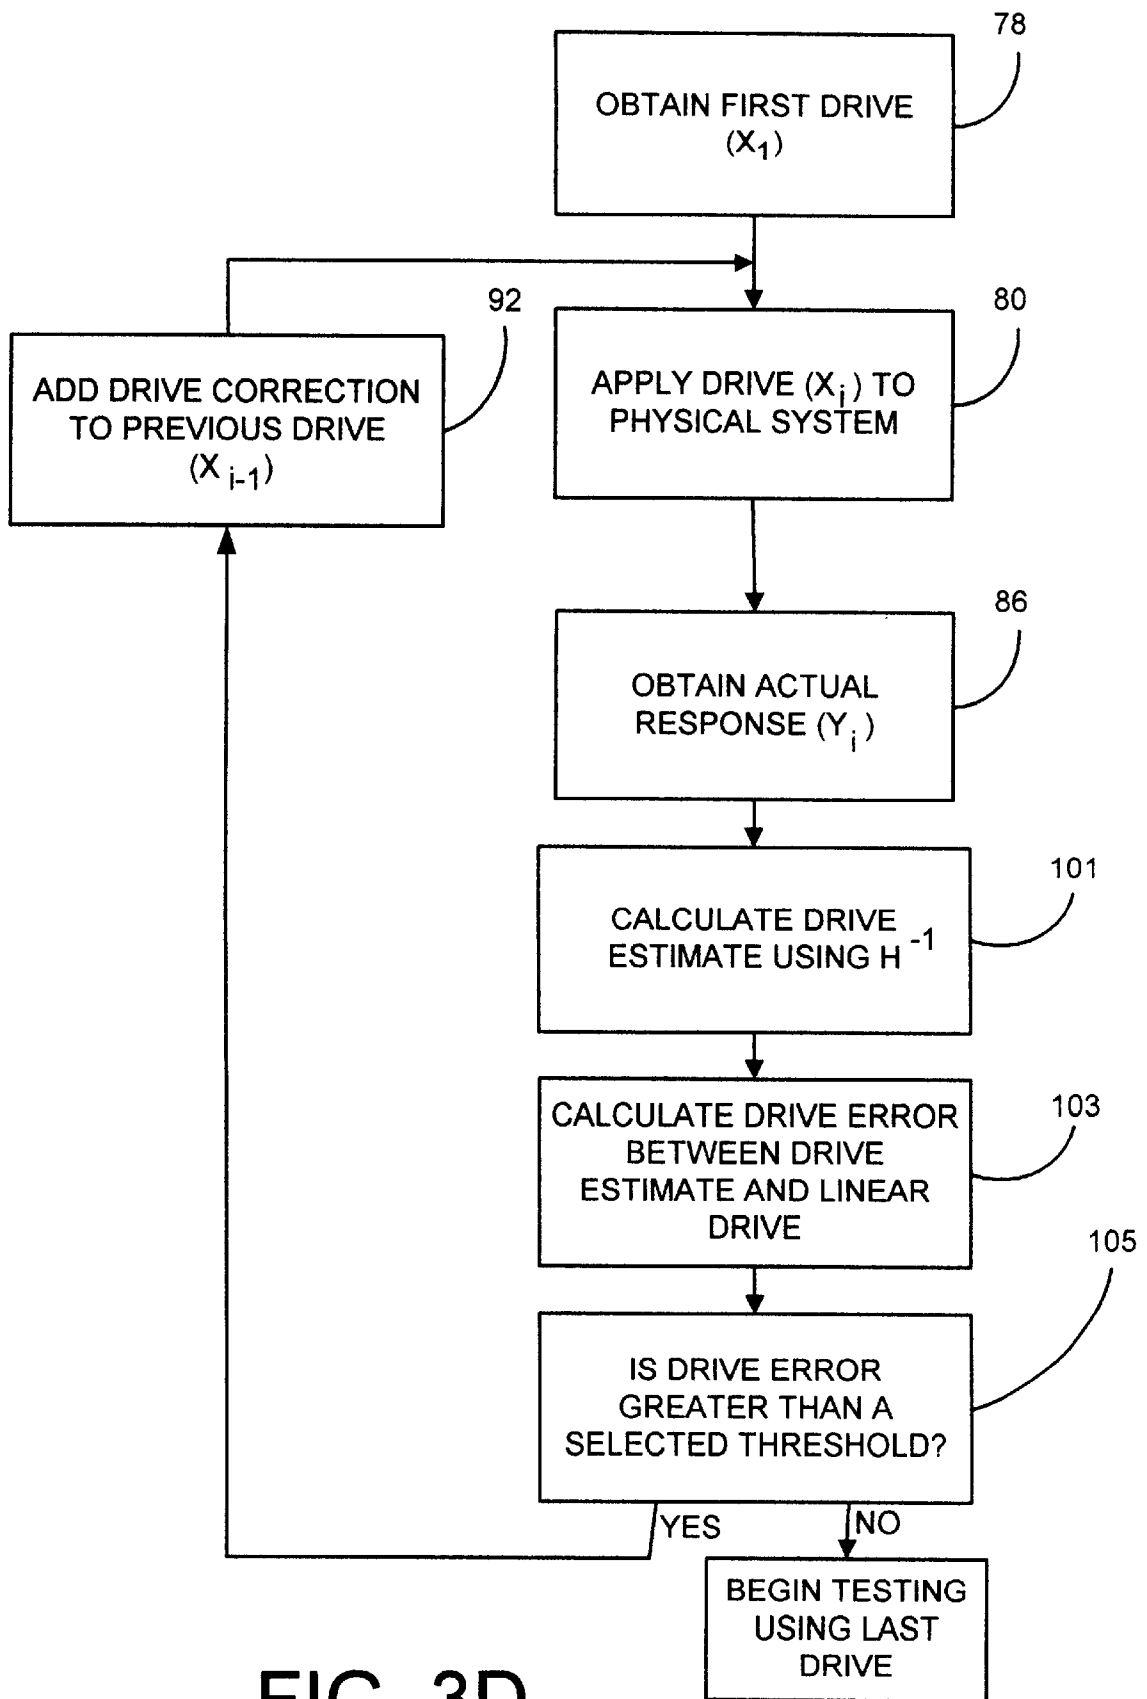 78
OBTAIN FIRST DRIVE
(X1)
92
80
ADD DRIVE CORRECTION
TO PREVIOUS DRIVE
(X i-1)
APPLY DRIVE (Xi) TO
PHYSICAL SYSTEM
86
OBTAIN ACTUAL
RESPONSE (Yi)
101
CALCULATE DRIVE
ESTIMATE USING H -1
103
CALCULATE DRIVE ERROR
BETWEEN DRIVE
ESTIMATE AND LINEAR
DRIVE
105
IS DRIVE ERROR
GREATER THAN A
SELECTED THRESHOLD?
YES
NO
BEGIN TESTING
USING LAST
DRIVE
FIG. 3D